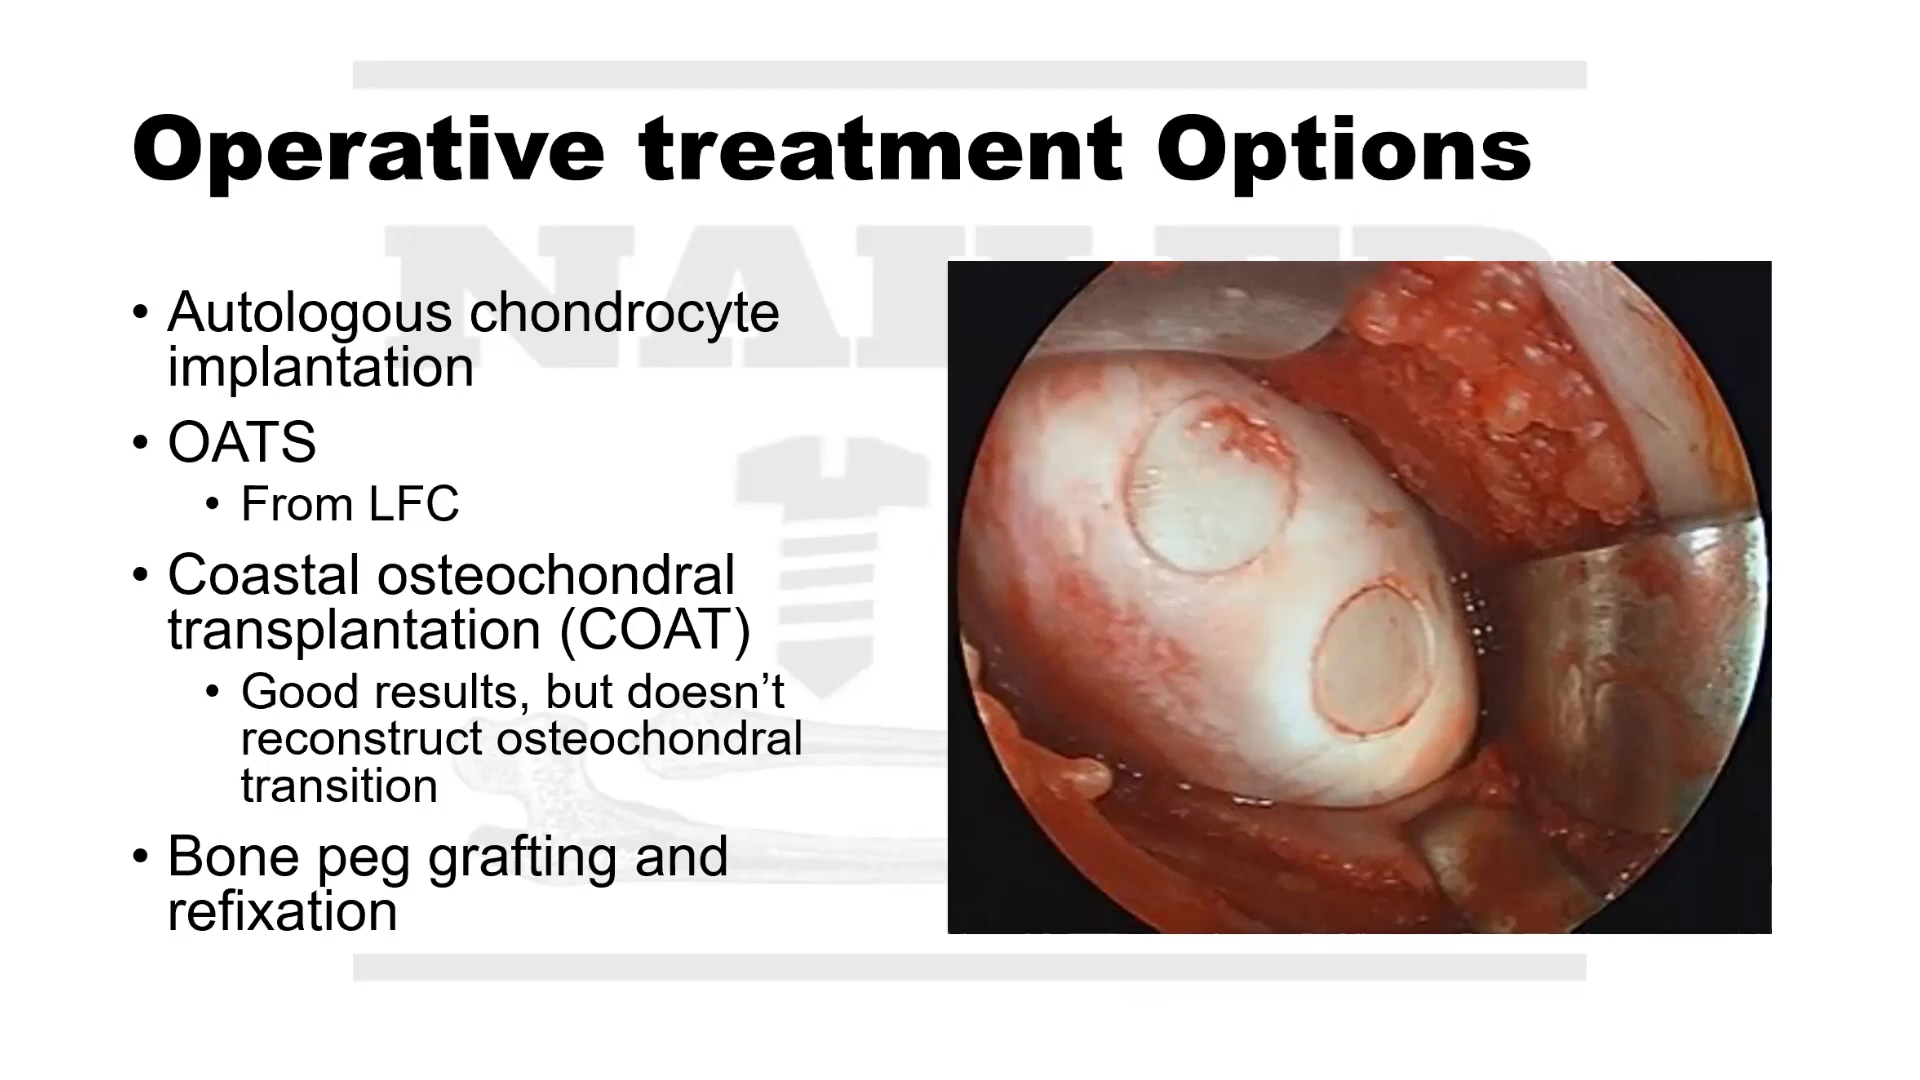 Operative treatment Options
• Autologous chondrocyte
implantation
• OATS
• From LFC
• Coastal osteochondral
transplantation (COAT)
• Good results, but doesn’t
reconstruct osteochondral
transition
• Bone peg grafting and
refixation